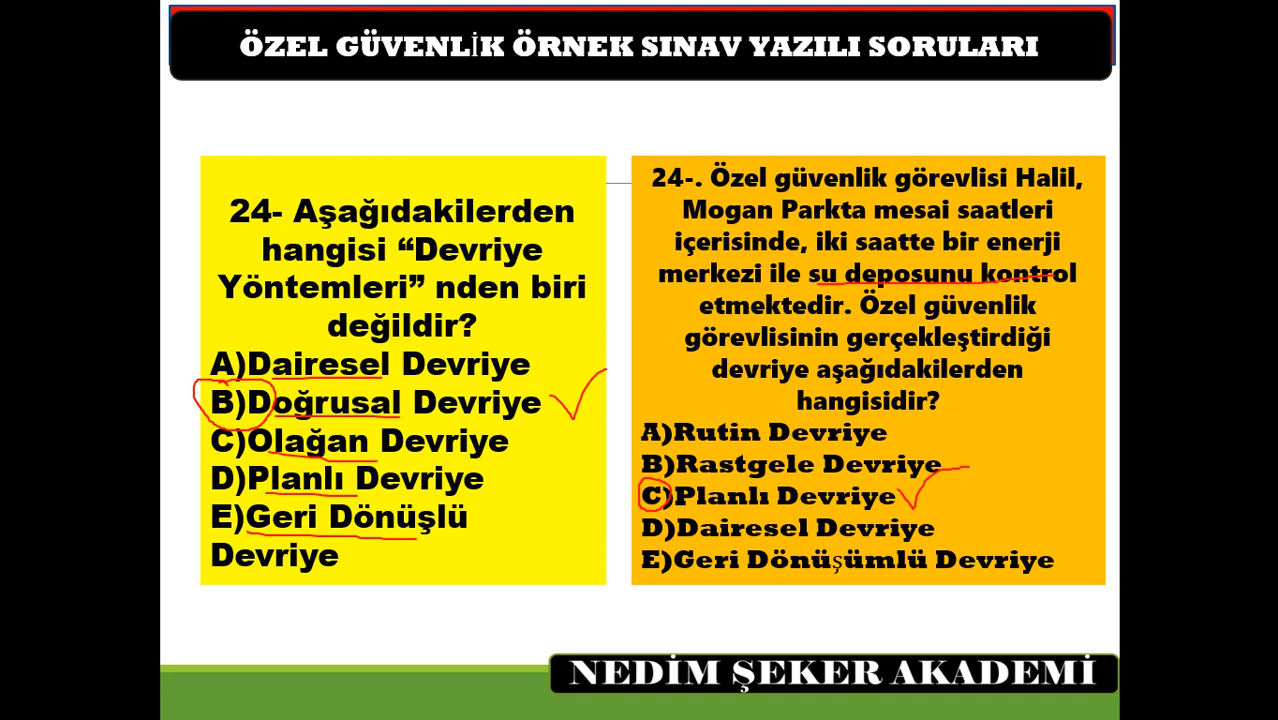 ÖZEL GÜVENLİK ÖRNEK SINAV YAZILI SORULARI
24- Aşağıdakilerden
hangisi “Devriye
Yöntemleri” nden biri
değildir?
A)Dairesel Devriye
B)Doğrusal Devriye
C)Olağan Devriye
D)Planlı Devriye
E)Geri Dönüşlü
Devriye
24-. Özel güvenlik görevlisi Halil,
Mogan Parkta mesai saatleri
içerisinde, iki saatte bir enerji
merkezi ile su deposunu kontrol
etmektedir. Özel güvenlik
görevlisinin gerçekleştirdiği
devriye aşağıdakilerden
hangisidir?
A)Rutin Devriye
B)Rastgele Devriye
C)Planlı Devriye
D)Dairesel Devriye
E)Geri Dönüşümlü Devriye
NEDİM ŞEKER AKADEMİ